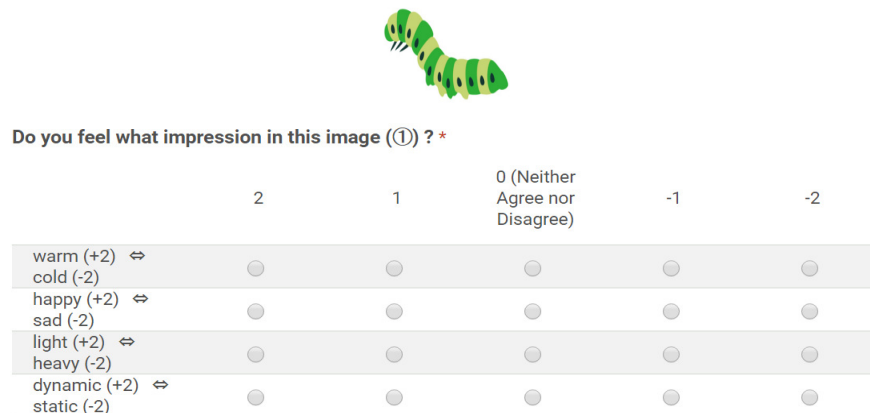 Do you feel what impression in this image (①) ? *
2 1 0 (Neither Agree nor Disagree) -1 -2
warm (+2) ⇔
cold (-2)
happy (+2) ⇔
sad (-2)
light (+2) ⇔
heavy (-2)
dynamic (+2) ⇔
static (-2)